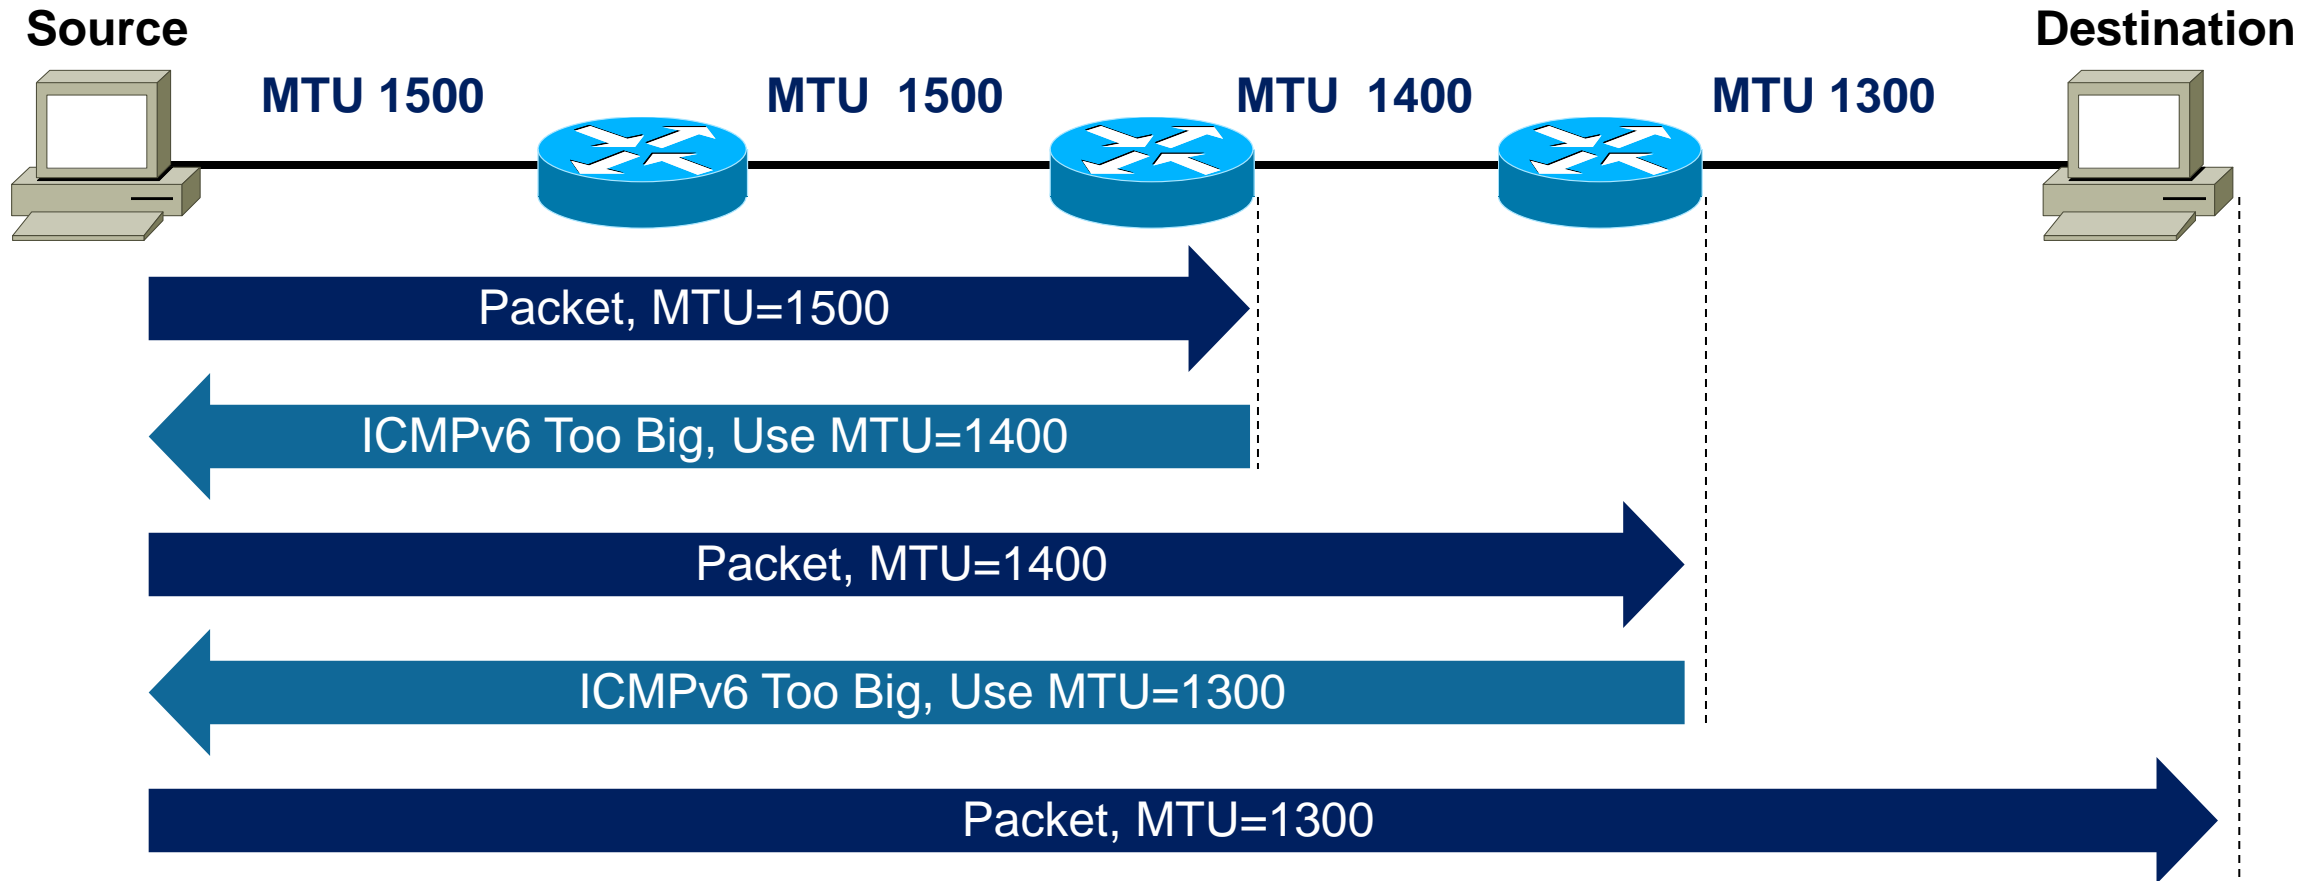 Source
Destination
MTU 1500
MTU  1500
MTU  1400
MTU 1300
Packet, MTU=1500
ICMPv6 Too Big, Use MTU=1400
Packet, MTU=1400
ICMPv6 Too Big, Use MTU=1300
Packet, MTU=1300